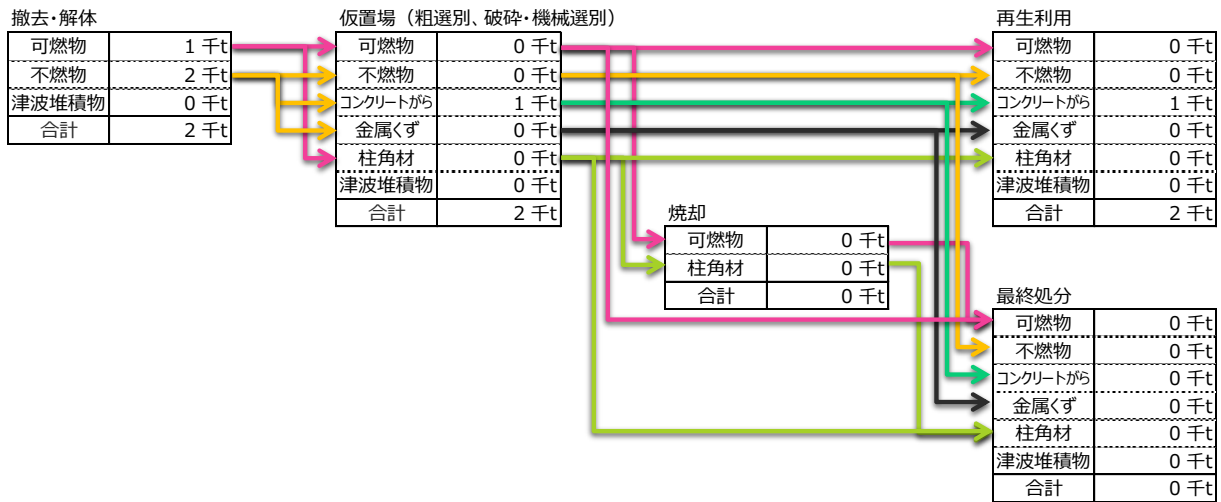 撤去・解体
可燃物 1 千t
不燃物 2 千t
津波堆積物 0 千t
合計 2 千t
仮置場（粗選別、破砕・機械選別）
可燃物 0 千t
不燃物 0 千t
コンクリートがら 1 千t
金属くず 0 千t
柱角材 0 千t
津波堆積物 0 千t
合計 2 千t
焼却
可燃物 0 千t
柱角材 0 千t
合計 0 千t
再生利用
可燃物 0 千t
不燃物 0 千t
コンクリートがら 1 千t
金属くず 0 千t
柱角材 0 千t
津波堆積物 0 千t
合計 2 千t
最終処分
可燃物 0 千t
不燃物 0 千t
コンクリートがら 0 千t
金属くず 0 千t
柱角材 0 千t
津波堆積物 0 千t
合計 0 千t